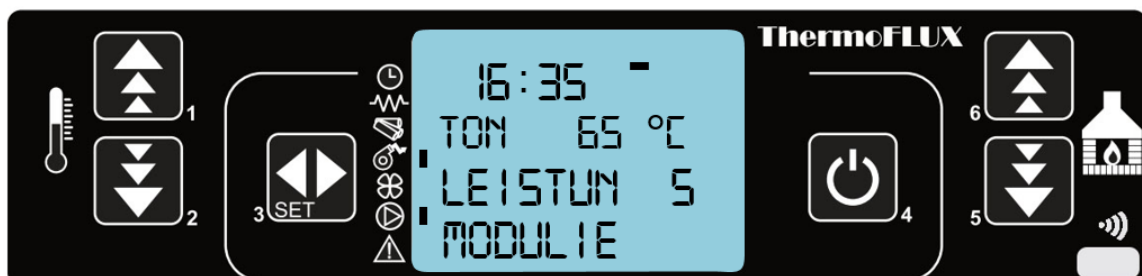 ThermoFLUX
16:35
TON 65 °C
LEISTUN 5
MODULIE
1
2
3 SET
4
6
5